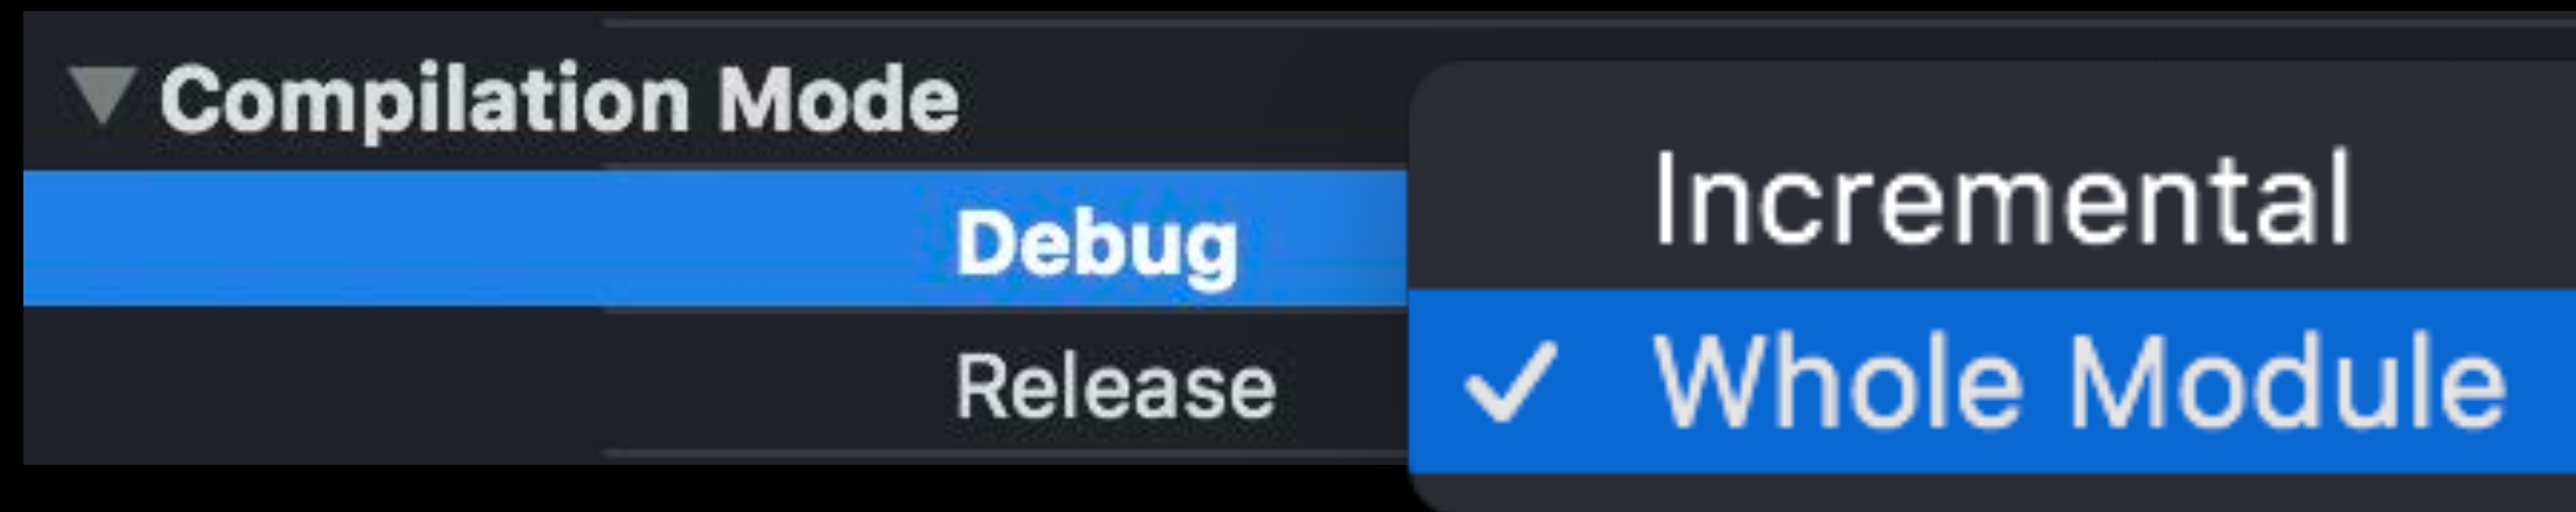 Compilation Mode
Debug
Release
Incremental
Whole Module